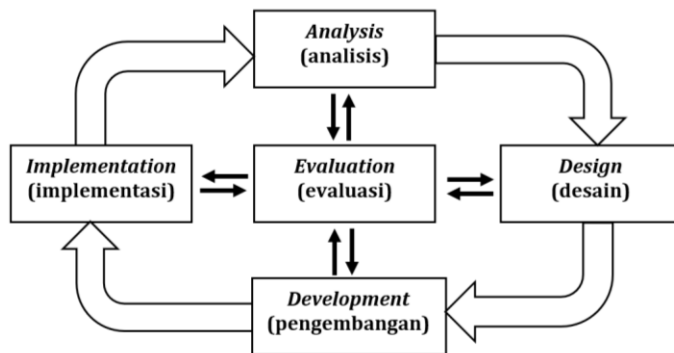 Analysis
(analisis)
Implementation
(implementasi)
Evaluation
(evaluasi)
Design
(desain)
Development
(pengembangan)